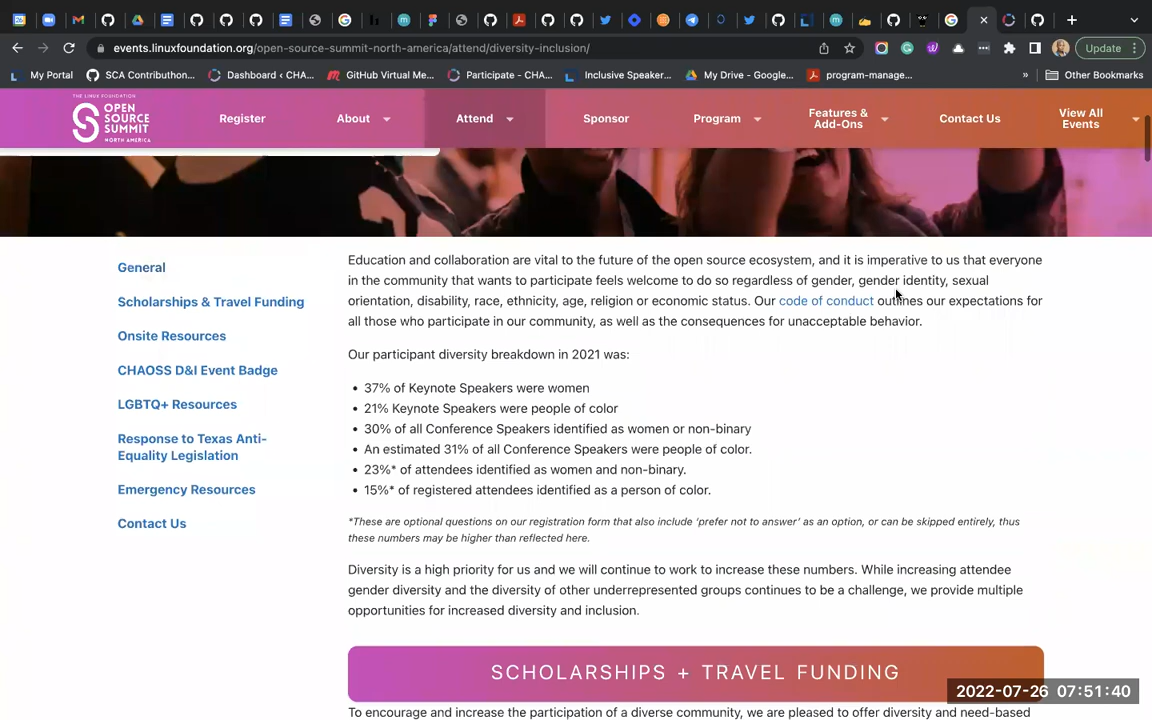 events.linuxfoundation.org/open-source-summit-north-america/attend/diversity-inclusion/
Update
My Portal
SCA Contributhon...
Dashboard ‹ CHA...
GitHub Virtual Me...
Participate - CHA...
Inclusive Speaker...
My Drive - Google...
program-manage...
»
Other Bookmarks
THE LINUX FOUNDATION
OPEN
SOURCE
SUMMIT
NORTH AMERICA
Register
About
Attend
Sponsor
Program
Features &
Add-Ons
Contact Us
View All
Events
General
Scholarships & Travel Funding
Onsite Resources
CHAOSS D&I Event Badge
LGBTQ+ Resources
Response to Texas Anti-
Equality Legislation
Emergency Resources
Contact Us
Education and collaboration are vital to the future of the open source ecosystem, and it is imperative to us that everyone
in the community that wants to participate feels welcome to do so regardless of gender, gender identity, sexual
orientation, disability, race, ethnicity, age, religion or economic status. Our code of conduct outlines our expectations for
all those who participate in our community, as well as the consequences for unacceptable behavior.
Our participant diversity breakdown in 2021 was:
• 37% of Keynote Speakers were women
• 21% Keynote Speakers were people of color
• 30% of all Conference Speakers identified as women or non-binary
• An estimated 31% of all Conference Speakers were people of color.
• 23%* of attendees identified as women and non-binary.
• 15%* of registered attendees identified as a person of color.
*These are optional questions on our registration form that also include ‘prefer not to answer’ as an option, or can be skipped entirely, thus
these numbers may be higher than reflected here.
Diversity is a high priority for us and we will continue to work to increase these numbers. While increasing attendee
gender diversity and the diversity of other underrepresented groups continues to be a challenge, we provide multiple
opportunities for increased diversity and inclusion.
SCHOLARSHIPS + TRAVEL FUNDING
2022-07-26 07:51:40
To encourage and increase the participation of a diverse community, we are pleased to offer diversity and need-based